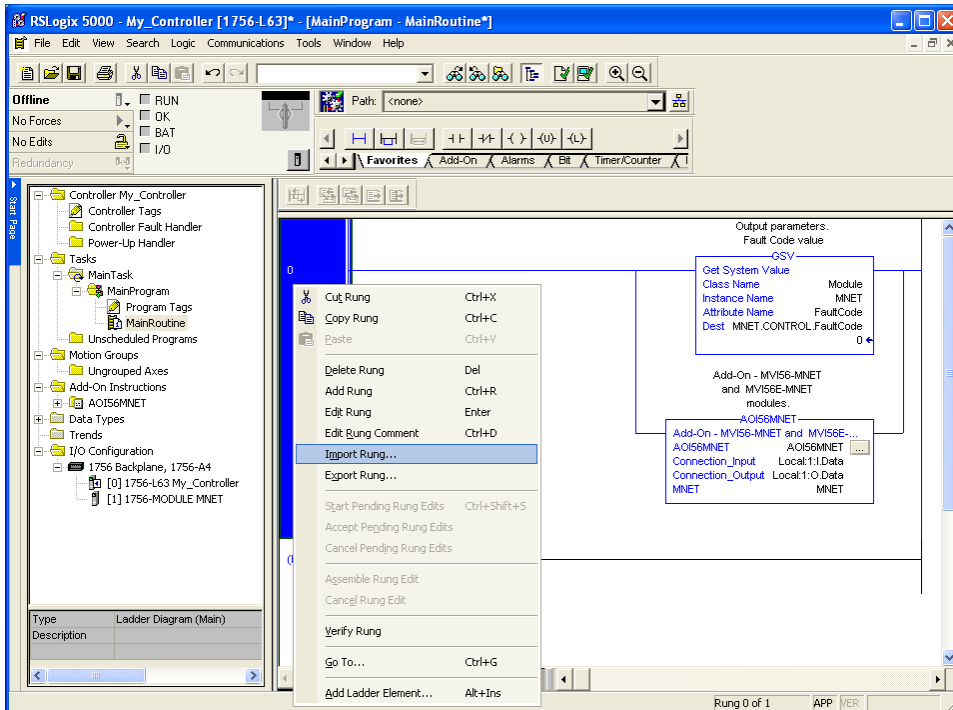 RSLogix 5000 - My_Controller [1756-L63]* - [MainProgram - MainRoutine*]
File Edit View Search Logic Communications Tools Window Help
Offline
No Forces
No Edits
Redundancy
RUN
OK
BAT
I/O
Path: <none>
Favorites Add-On Alarms Bit Timer/Counter
Start Page
Controller My_Controller
Controller Tags
Controller Fault Handler
Power-Up Handler
Tasks
MainTask
MainProgram
Program Tags
MainRoutine
Unscheduled Programs
Motion Groups
Ungrouped Axes
Add-On Instructions
AOI56MNET
Data Types
Trends
I/O Configuration
1756 Backplane, 1756-A4
[0] 1756-L63 My_Controller
[1] 1756-MODULE MNET
Type Ladder Diagram (Main)
Description
0
Cut Rung Ctrl+X
Copy Rung Ctrl+C
Paste Ctrl+V
Delete Rung Del
Add Rung Ctrl+R
Edit Rung Enter
Edit Rung Comment Ctrl+D
Import Rung...
Export Rung...
Start Pending Rung Edits Ctrl+Shift+S
Accept Pending Rung Edits
Cancel Pending Rung Edits
Assemble Rung Edit
Cancel Rung Edit
Verify Rung
Go To... Ctrl+G
Add Ladder Element... Alt+Ins
Output parameters.
Fault Code value
GSV
Get System Value
Class Name Module
Instance Name MNET
Attribute Name FaultCode
Dest MNET.CONTROL.FaultCode
0
Add-On - MVI56-MNET
and MVI56E-MNET
modules.
AOI56MNET
Add-On - MVI56-MNET and MVI56E-...
AOI56MNET AOI56MNET ...
Connection_Input Local:1:I.Data
Connection_Output Local:1:O.Data
MNET MNET
Rung 0 of 1 APP VER